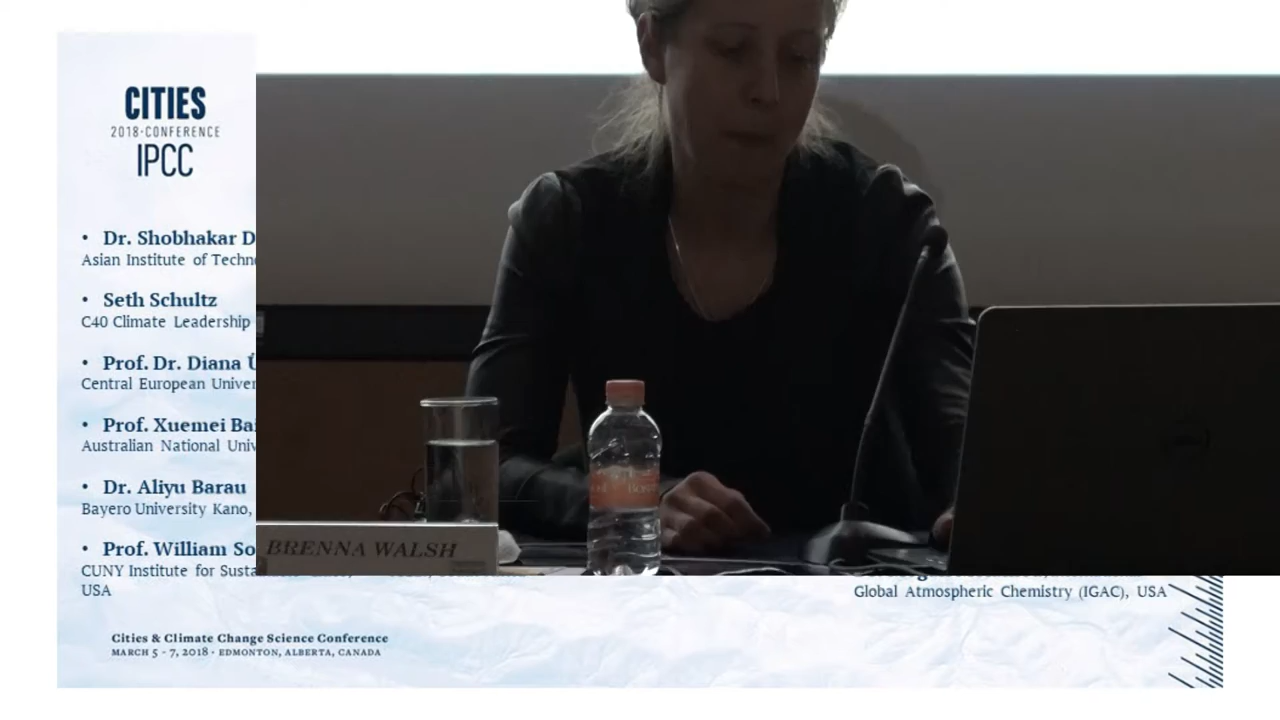 CITIES
2018·CONFERENCE
IPCC
• Dr. Shobhakar D
Asian Institute of Techn
• Seth Schultz
C40 Climate Leadership
• Prof. Dr. Diana Ü
Central European Univer
• Prof. Xuemei Bai
Australian National Univ
• Dr. Aliyu Barau
Bayero University Kano,
• Prof. William So
CUNY Institute for Susta
USA
BRENNA WALSH
Global Atmospheric Chemistry (IGAC), USA
Cities & Climate Change Science Conference
MARCH 5 - 7, 2018 · EDMONTON, ALBERTA, CANADA